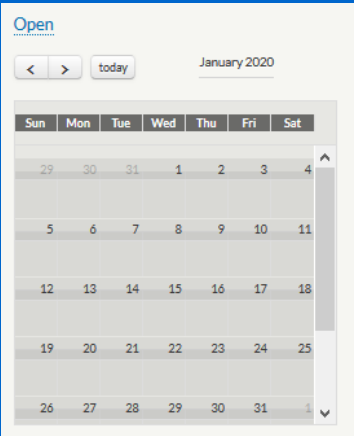 Open
< > today January 2020
Sun Mon Tue Wed Thu Fri Sat
29 30 31 1 2 3 4
5 6 7 8 9 10 11
12 13 14 15 16 17 18
19 20 21 22 23 24 25
26 27 28 29 30 31 1